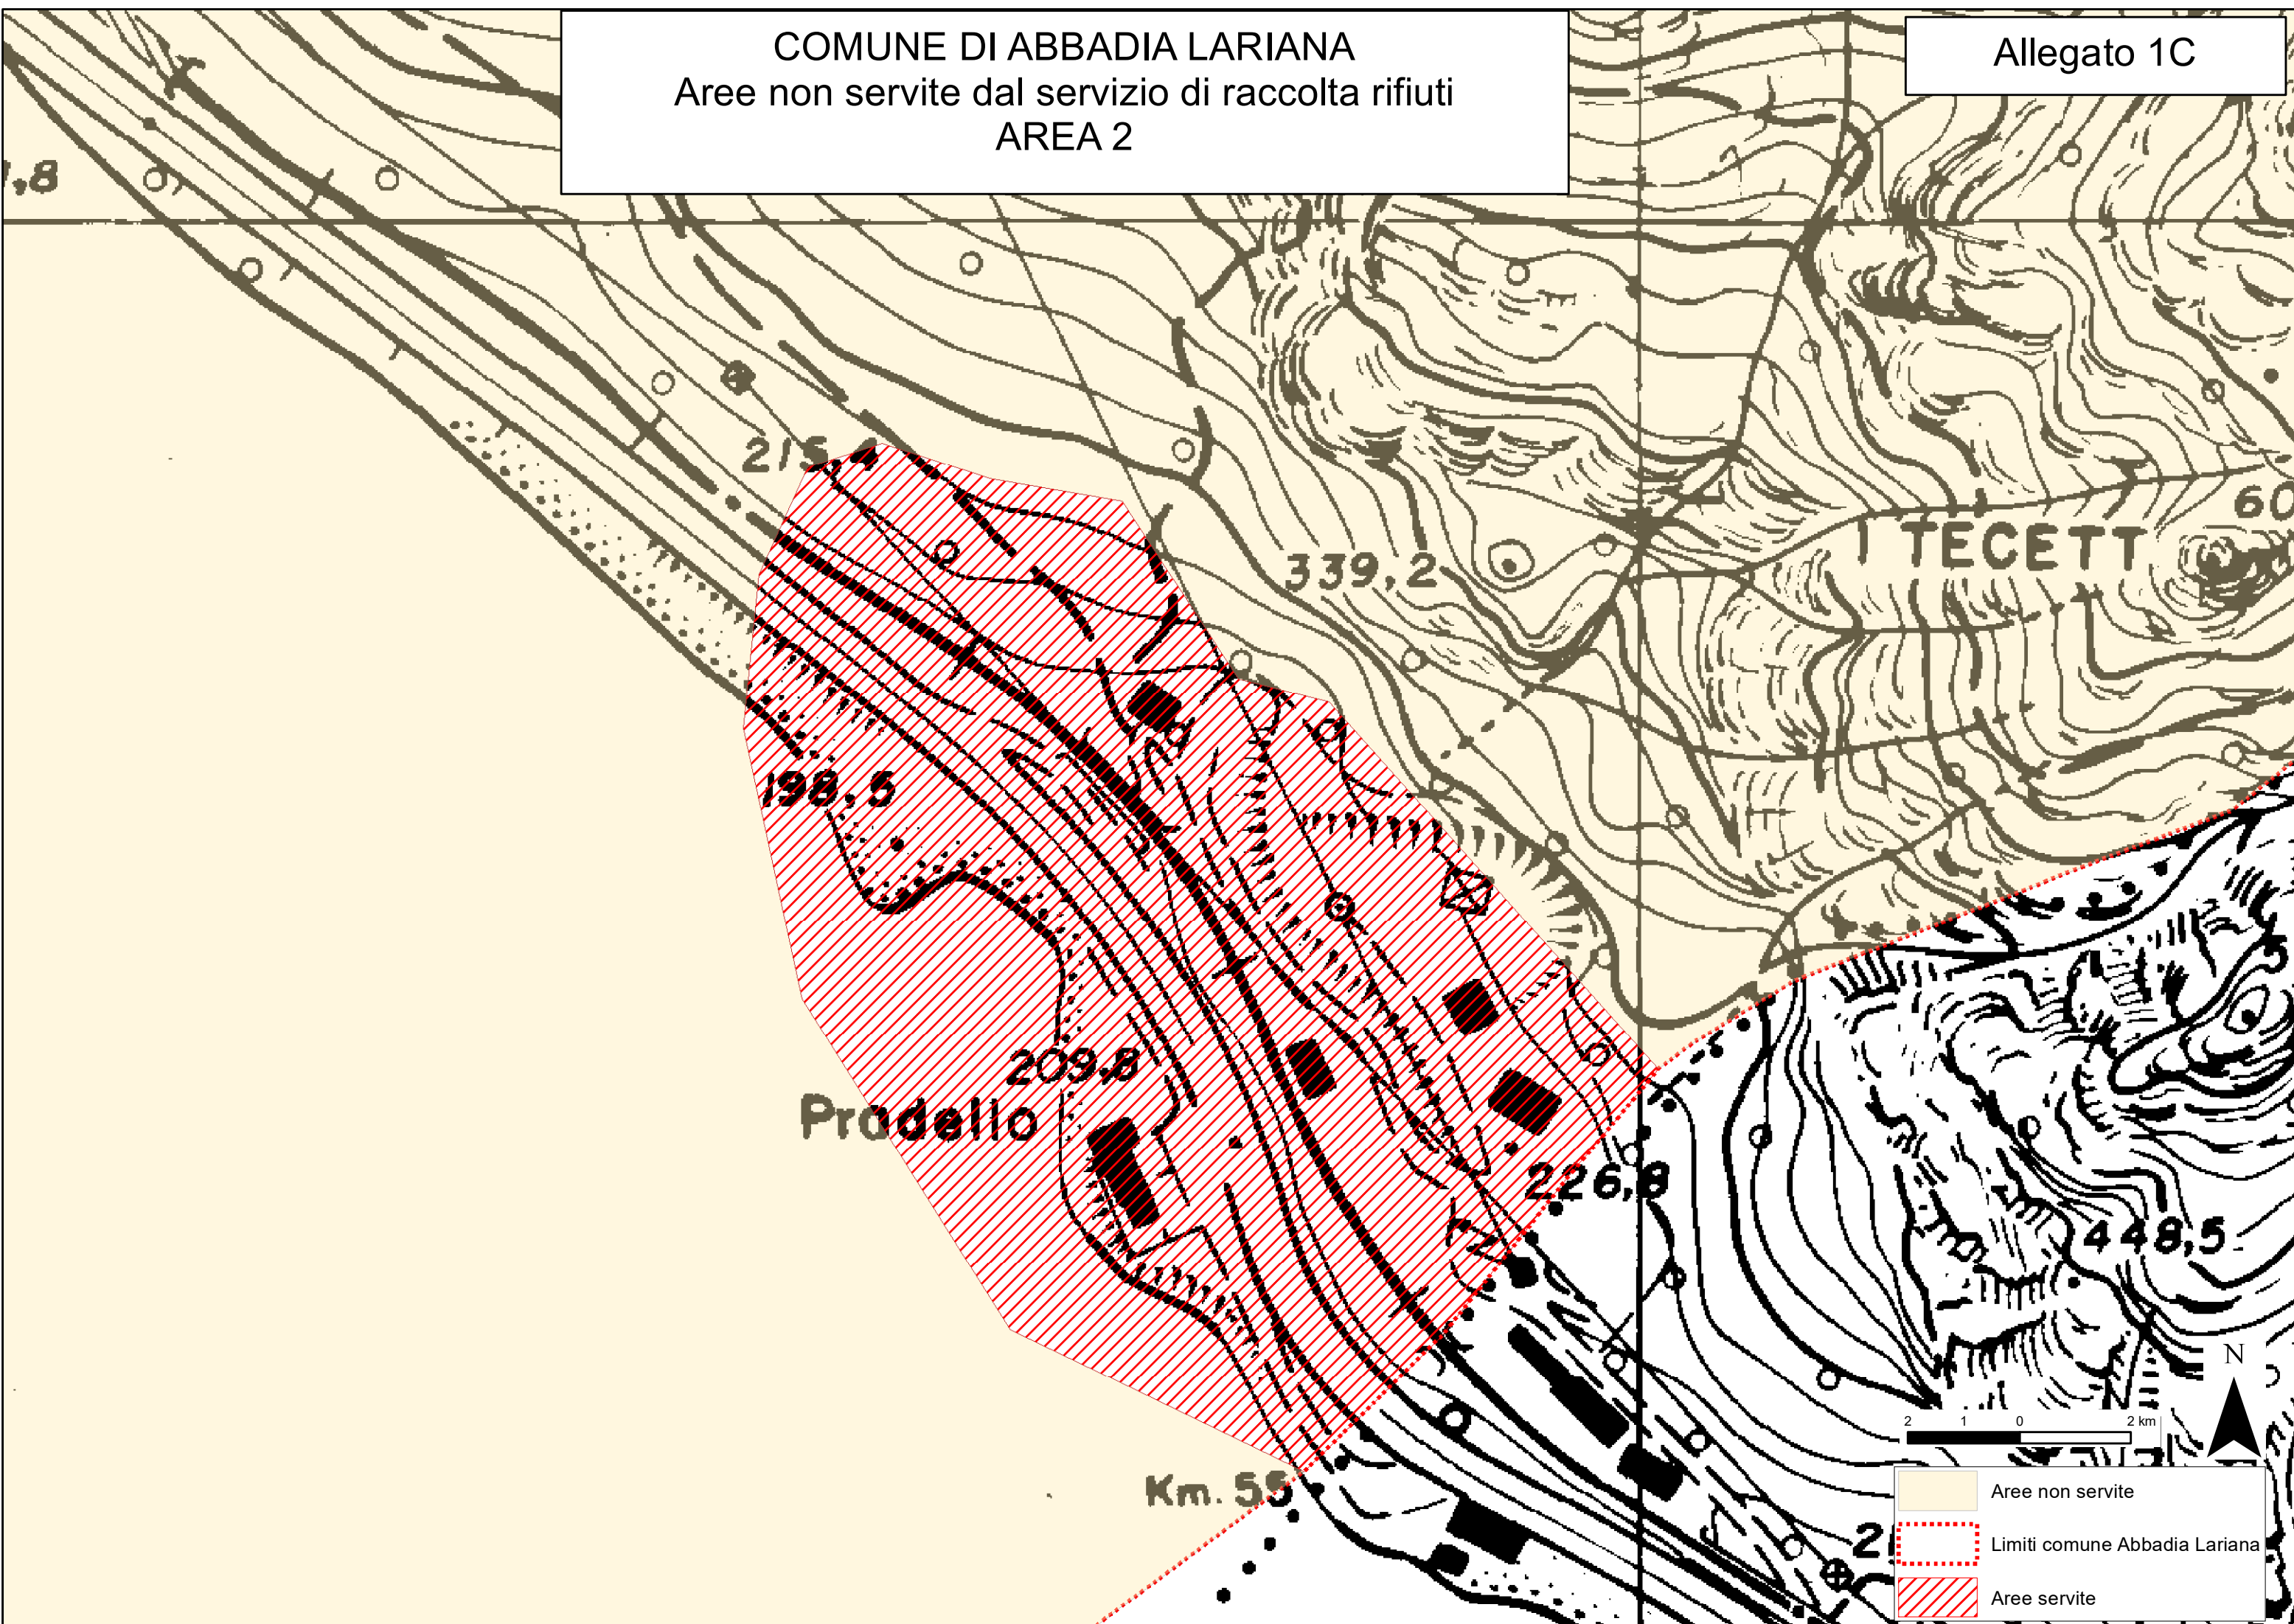 COMUNE DI ABBADIA LARIANA
Aree non servite dal servizio di raccolta rifiuti
AREA 2
Allegato 1C
,8
215,4
60
I TECETT
339,2
198,5
209,8
Pradello
226,8
448,5
N
2 1 0 2 km
Km. 55
Aree non servite
Limiti comune Abbadia Lariana
Aree servite